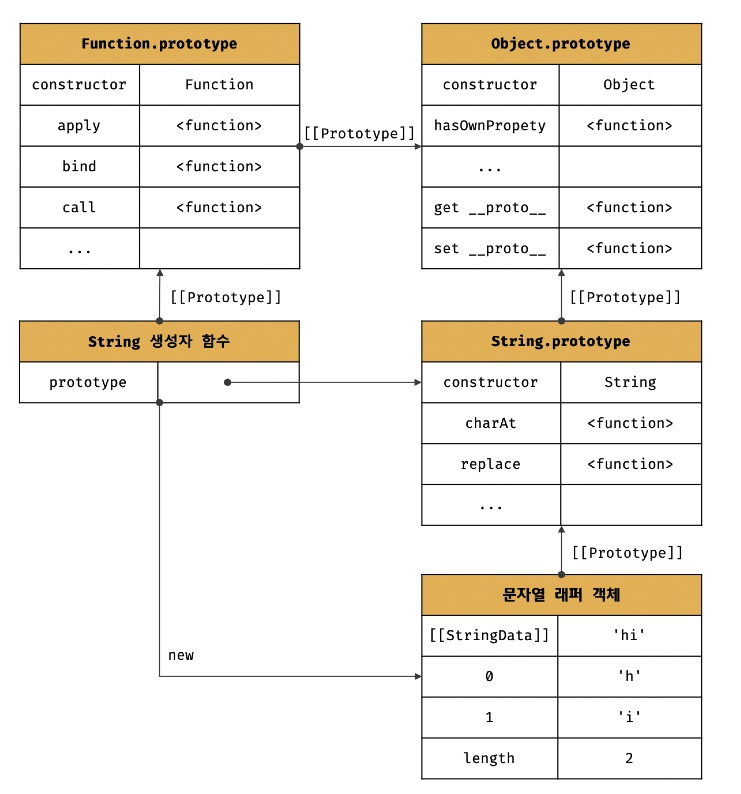 Function.prototype
constructor Function
apply <function>
bind <function>
call <function>
...
[[Prototype]]
Object.prototype
constructor Object
hasOwnPropety <function>
...
get __proto__ <function>
set __proto__ <function>
[[Prototype]]
[[Prototype]]
String 생성자 함수
prototype
String.prototype
constructor String
charAt <function>
replace <function>
...
[[Prototype]]
new
문자열 래퍼 객체
[[StringData]] 'hi'
0 'h'
1 'i'
length 2